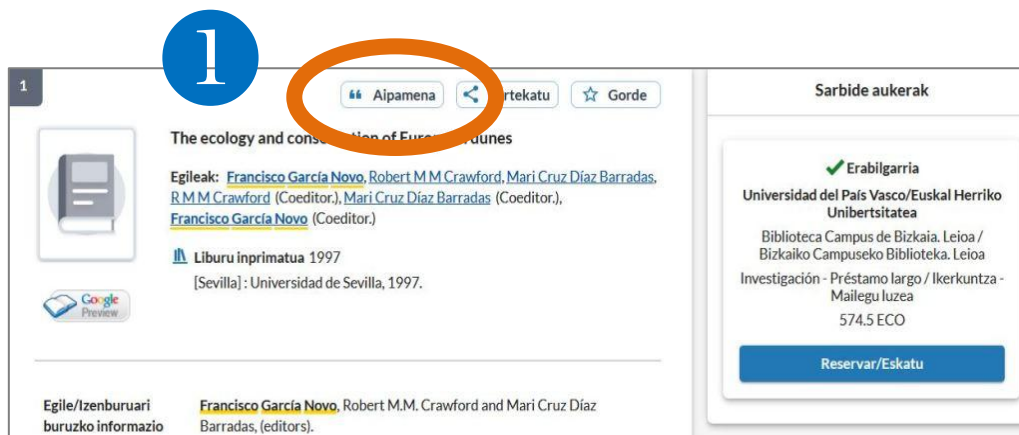 1
1
Aipamena
rtekatu
Gorde
The ecology and cons
dunes
Egileak: Francisco García Novo, Robert M M Crawford, Mari Cruz Díaz Barradas,
R M M Crawford (Coeditor.), Mari Cruz Díaz Barradas (Coeditor.),
Francisco García Novo (Coeditor.)
Liburu inprimatua 1997
[Sevilla] : Universidad de Sevilla, 1997.
Google
Preview
Egile/Izenburuari
buruzko informazio
Francisco García Novo, Robert M.M. Crawford and Mari Cruz Díaz
Barradas, (editors).
Sarbide aukerak
Erabilgarria
Universidad del País Vasco/Euskal Herriko
Unibertsitatea
Biblioteca Campus de Bizkaia. Leioa /
Bizkaiko Campuseko Biblioteka. Leioa
Investigación - Préstamo largo / Ikerkuntza -
Mailegu luzea
574.5 ECO
Reservar/Eskatu